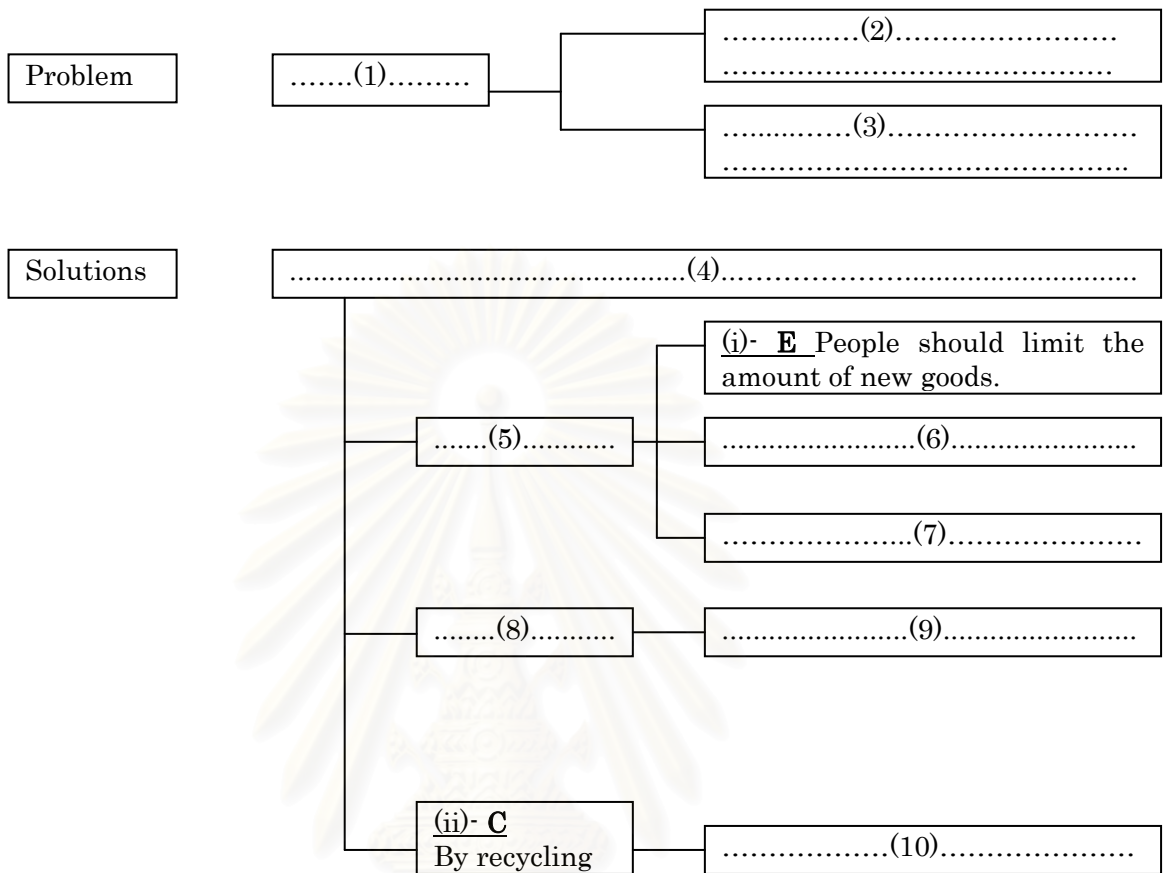 …..........…(2)……………………
……………………………………….
Problem
…….(1)………
…..........…(3)………………………
………………………………………..
Solutions
..........................................(4)…………………..........................
(i)- E People should limit the
amount of new goods.
.......(5)............
.........................(6).......................
…………………..(7)…………………
........(8)...........
.......................(9)........................
(ii)- C
By recycling
………………(10)…………………